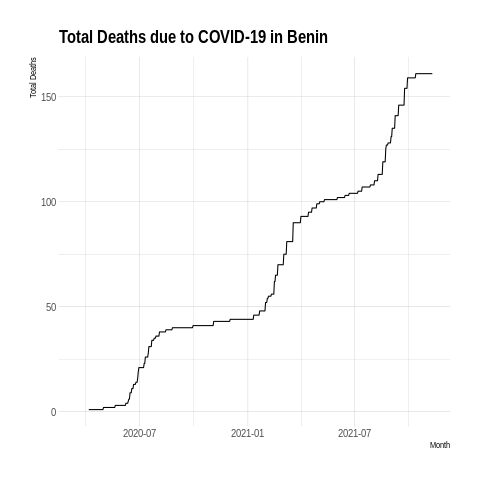 Total Deaths due to COVID-19 in Benin
Total Deaths
150
100
50
0
2020-07
2021-01
2021-07
Month